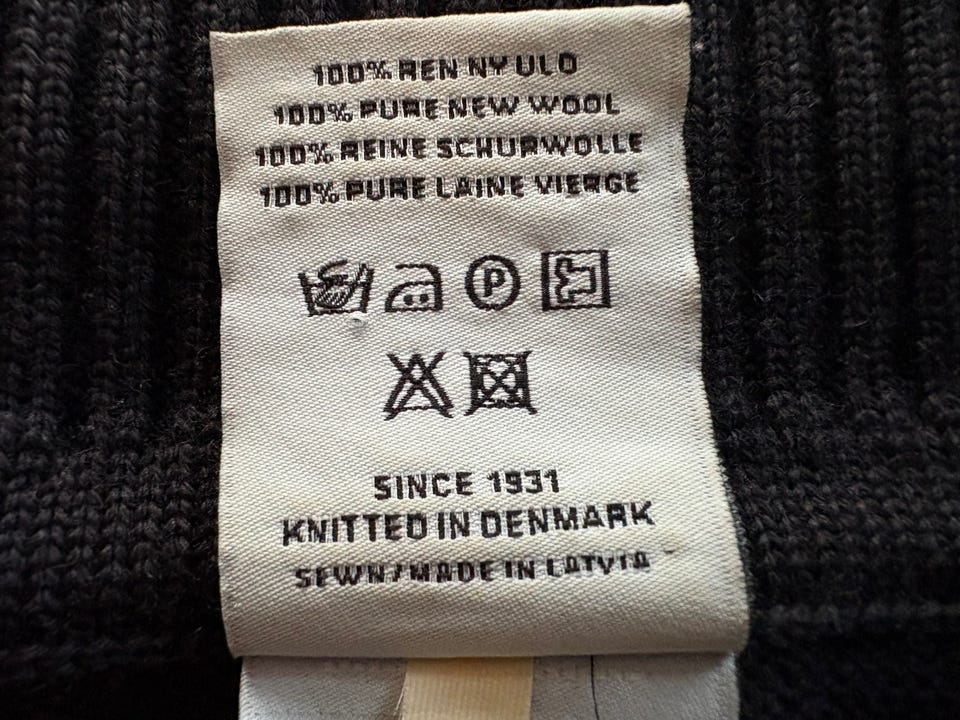 100% REN NY ULD
100% PURE NEW WOOL
100% REINE SCHURWOLLE
100% PURE LAINE VIERGE
P
SINCE 1931
KNITTED IN DENMARK
SEWN/MADE IN LATVIA